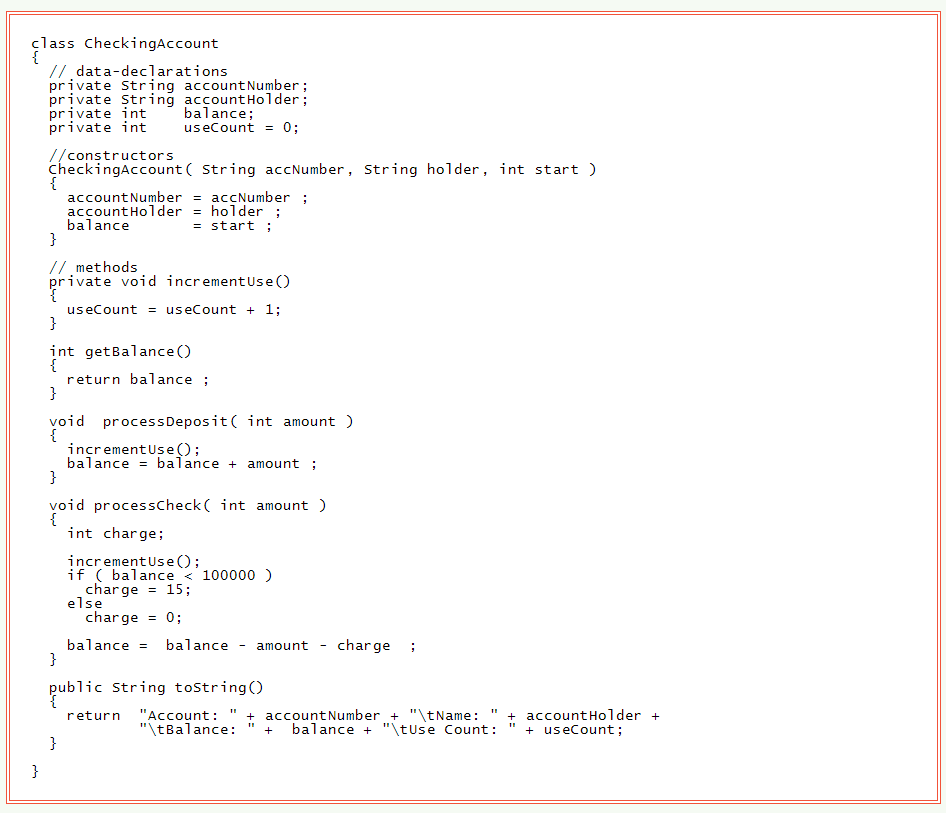 class CheckingAccount
{
  // data-declarations
  private String accountNumber;
  private String accountHolder;
  private int    balance;
  private int    useCount = 0;

  //constructors
  CheckingAccount( String accNumber, String holder, int start )
  {
    accountNumber = accNumber ;
    accountHolder = holder ;
    balance       = start ;
  }

  // methods
  private void incrementUse()
  {
    useCount = useCount + 1;
  }

  int getBalance()
  {
    return balance ;
  }

  void  processDeposit( int amount )
  {
    incrementUse();
    balance = balance + amount ;
  }

  void processCheck( int amount )
  {
    int charge;

    incrementUse();
    if ( balance < 100000 )
      charge = 15;
    else
      charge = 0;

    balance =  balance - amount - charge  ;
  }

  public String toString()
  {
    return  "Account: " + accountNumber + "\tName: " + accountHolder +
            "\tBalance: " +  balance + "\tUse Count: " + useCount;
  }

}